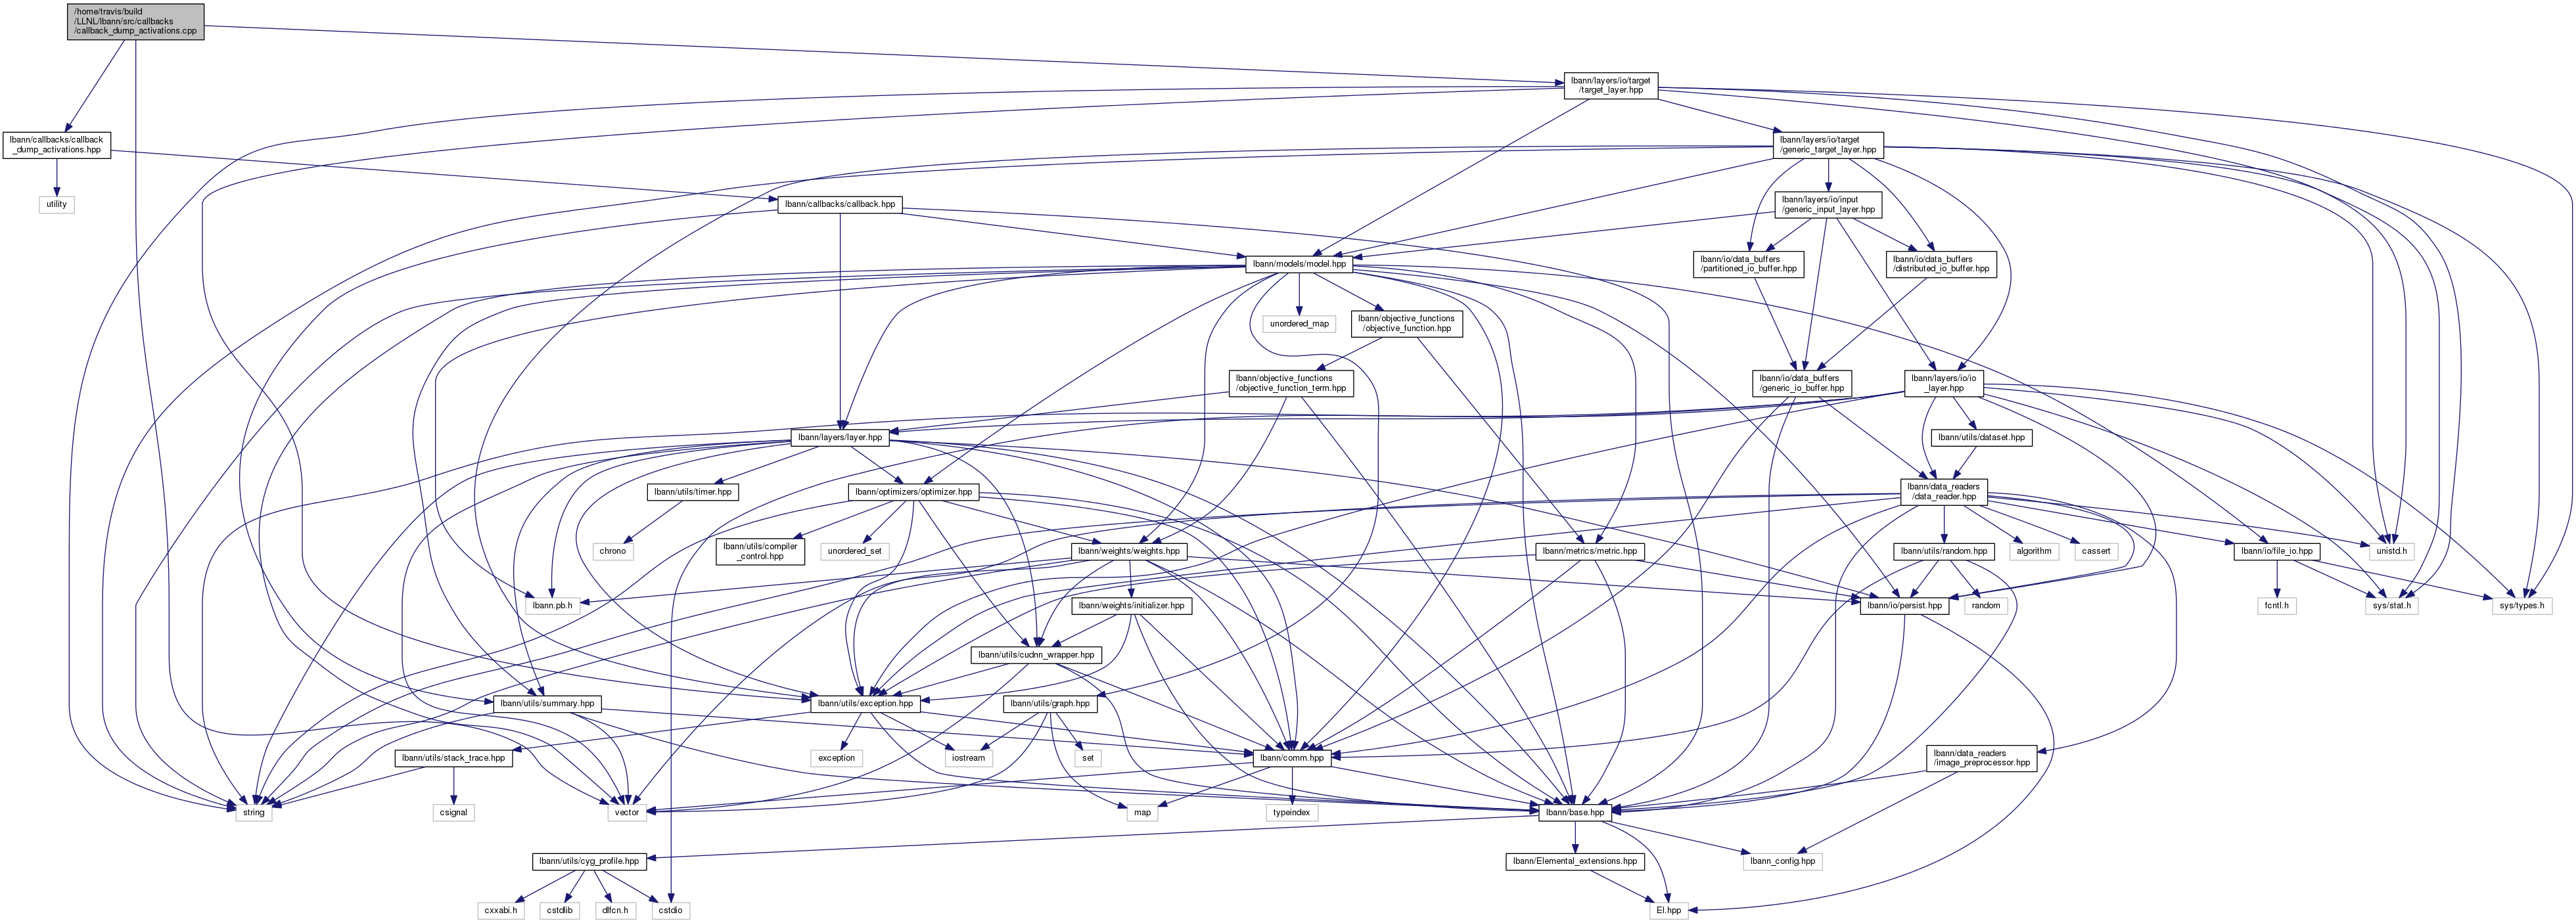 /home/travis/build
/LLNL/lbann/src/callbacks
/callback_dump_activations.cpp
lbann/layers/io/target
/target_layer.hpp
lbann/callbacks/callback
_dump_activations.hpp
lbann/layers/io/target
/generic_target_layer.hpp
utility
lbann/callbacks/callback.hpp
lbann/layers/io/input
/generic_input_layer.hpp
lbann/models/model.hpp
lbann/io/data_buffers
/partitioned_io_buffer.hpp
lbann/io/data_buffers
/distributed_io_buffer.hpp
unordered_map
lbann/objective_functions
/objective_function.hpp
lbann/objective_functions
/objective_function_term.hpp
lbann/io/data_buffers
/generic_io_buffer.hpp
lbann/layers/io/io
_layer.hpp
lbann/layers/layer.hpp
lbann/utils/dataset.hpp
lbann/utils/timer.hpp
lbann/optimizers/optimizer.hpp
lbann/data_readers
/data_reader.hpp
chrono
lbann/utils/compiler
_control.hpp
unordered_set
lbann/weights/weights.hpp
lbann/metrics/metric.hpp
lbann/utils/random.hpp
algorithm
cassert
lbann/io/file_io.hpp
unistd.h
lbann.pb.h
lbann/weights/initializer.hpp
lbann/io/persist.hpp
random
fcntl.h
sys/stat.h
sys/types.h
lbann/utils/cudnn_wrapper.hpp
lbann/utils/summary.hpp
lbann/utils/exception.hpp
lbann/utils/graph.hpp
lbann/utils/stack_trace.hpp
exception
iostream
set
lbann/comm.hpp
lbann/data_readers
/image_preprocessor.hpp
string
csignal
vector
map
typeindex
lbann/base.hpp
lbann/utils/cyg_profile.hpp
lbann/Elemental_extensions.hpp
lbann_config.hpp
cxxabi.h
cstdlib
dlfcn.h
cstdio
El.hpp